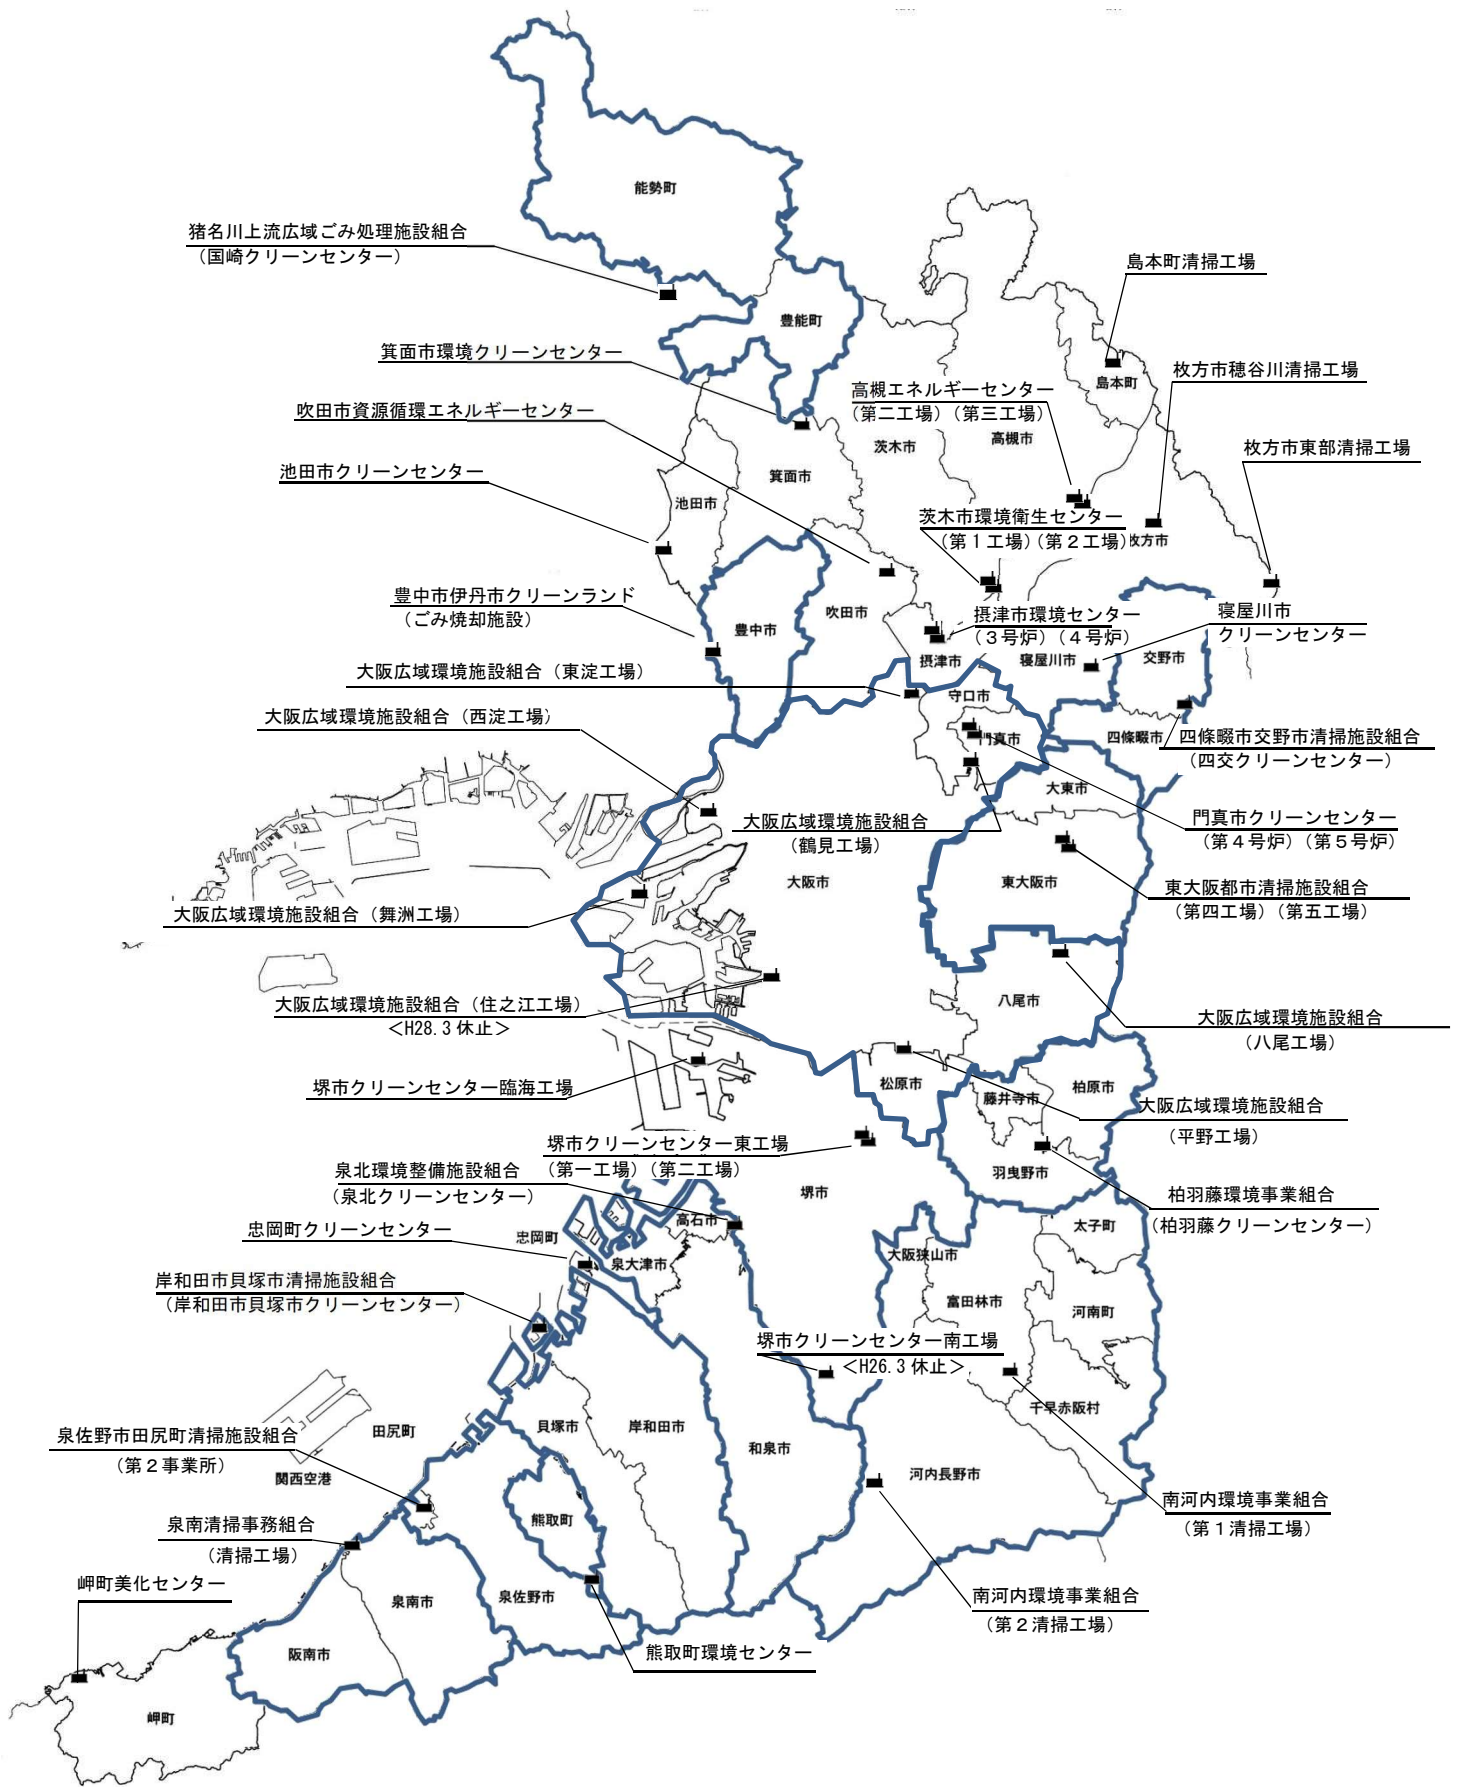 能勢町
猪名川上流広域ごみ処理施設組合
（国崎クリーンセンター）
島本町清掃工場
豊能町
箕面市環境クリーンセンター
島本町
枚方市穂谷川清掃工場
高槻エネルギーセンター
（第二工場）（第三工場）
吹田市資源循環エネルギーセンター
茨木市
高槻市
枚方市東部清掃工場
池田市クリーンセンター
箕面市
池田市
茨木市環境衛生センター
（第１工場）（第２工場）
枚方市
豊中市伊丹市クリーンランド
（ごみ焼却施設）
吹田市
豊中市
摂津市環境センター
（３号炉）（４号炉）
寝屋川市
クリーンセンター
摂津市
寝屋川市
交野市
大阪広域環境施設組合（東淀工場）
守口市
大阪広域環境施設組合（西淀工場）
門真市
四條畷市
四條畷市交野市清掃施設組合
（四交クリーンセンター）
大東市
大阪広域環境施設組合
（鶴見工場）
門真市クリーンセンター
（第４号炉）（第５号炉）
大阪市
東大阪市
東大阪都市清掃施設組合
（第四工場）（第五工場）
大阪広域環境施設組合（舞洲工場）
大阪広域環境施設組合（住之江工場）
＜H28.3 休止＞
八尾市
大阪広域環境施設組合
（八尾工場）
堺市クリーンセンター臨海工場
松原市
藤井寺市
柏原市
大阪広域環境施設組合
（平野工場）
堺市クリーンセンター東工場
（第一工場）（第二工場）
泉北環境整備施設組合
（泉北クリーンセンター）
堺市
羽曳野市
柏羽藤環境事業組合
（柏羽藤クリーンセンター）
忠岡町クリーンセンター
忠岡町
高石市
太子町
泉大津市
大阪狭山市
岸和田市貝塚市清掃施設組合
（岸和田市貝塚市クリーンセンター）
富田林市
河南町
堺市クリーンセンター南工場
＜H26.3 休止＞
千早赤阪村
田尻町
貝塚市
岸和田市
和泉市
泉佐野市田尻町清掃施設組合
（第２事業所）
関西空港
河内長野市
南河内環境事業組合
（第１清掃工場）
熊取町
泉南清掃事務組合
（清掃工場）
岬町美化センター
泉南市
泉佐野市
南河内環境事業組合
（第２清掃工場）
阪南市
熊取町環境センター
岬町